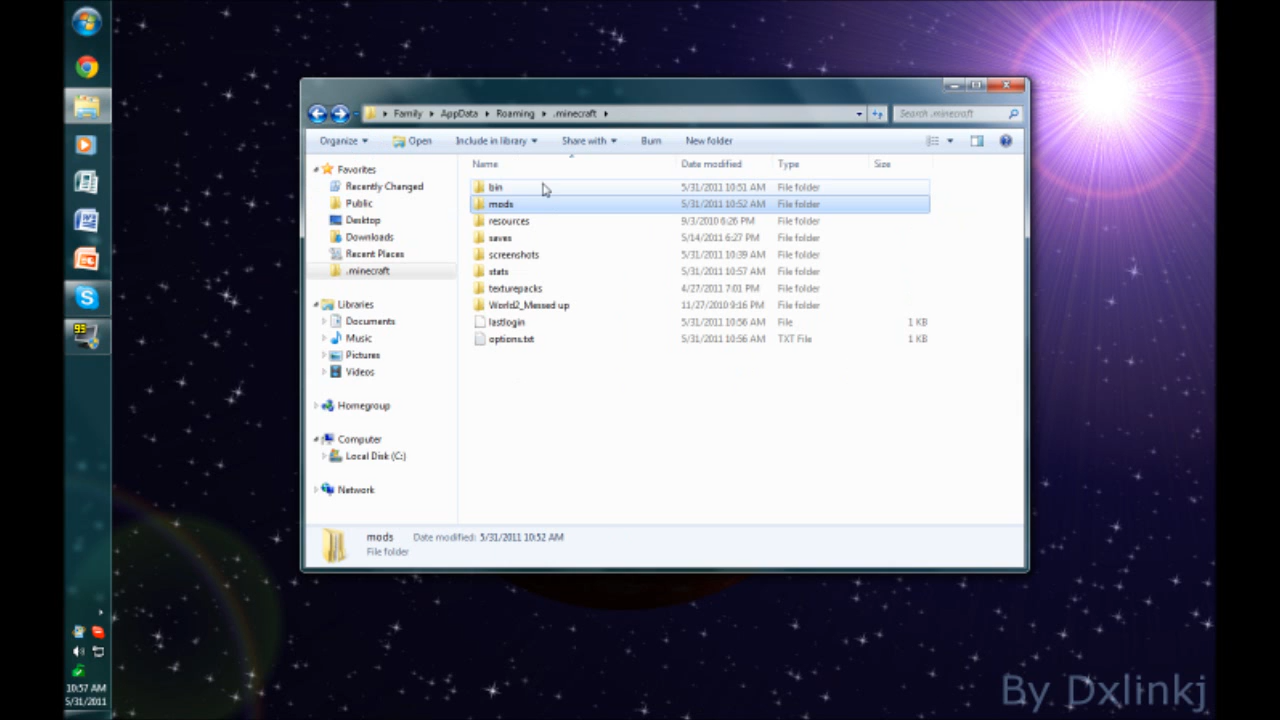 Family AppData Roaming .minecraft Search .minecraft
Organize Open Include in library Share with Burn New folder
Name Date modified Type Size
Favorites
Recently Changed
Public
Desktop
Downloads
Recent Places
.minecraft
Libraries
Documents
Music
Pictures
Videos
Homegroup
Computer
Local Disk (C:)
Network
bin 5/31/2011 10:51 AM File folder
mods 5/31/2011 10:52 AM File folder
resources 9/3/2010 6:26 PM File folder
saves 5/14/2011 6:27 PM File folder
screenshots 5/31/2011 10:39 AM File folder
stats 5/31/2011 10:57 AM File folder
texturepacks 4/27/2011 7:01 PM File folder
World2_Messed up 11/27/2010 9:16 PM File folder
lastlogin 5/31/2011 10:56 AM File 1 KB
options.txt 5/31/2011 10:56 AM TXT File 1 KB
mods Date modified: 5/31/2011 10:52 AM
File folder
93
10:57 AM
5/31/2011
By Dxlinkj